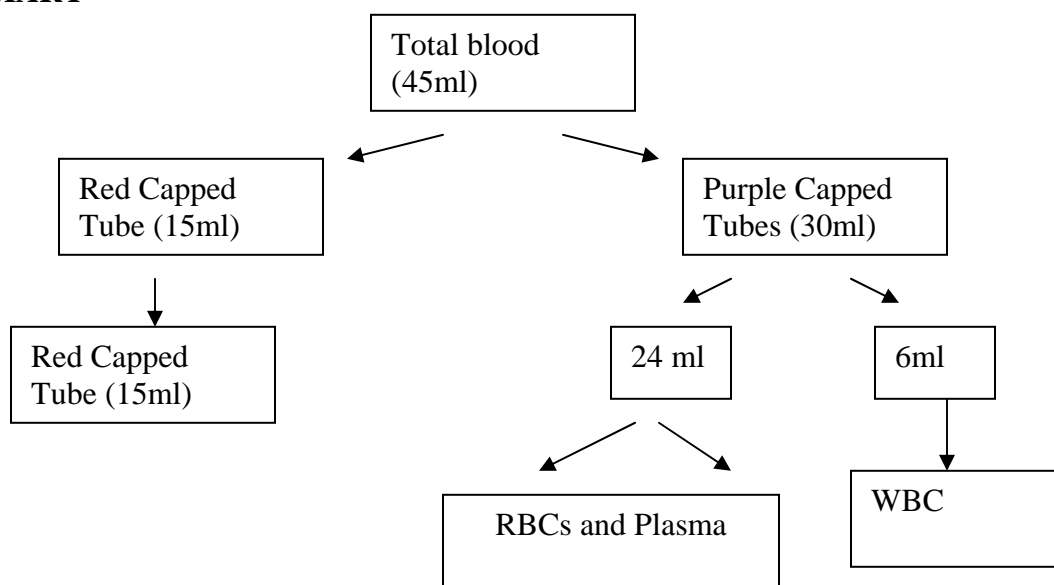 Total blood
(45ml)
Red Capped
Tube (15ml)
Purple Capped
Tubes (30ml)
Red Capped
Tube (15ml)
24 ml
6ml
RBCs and Plasma
WBC